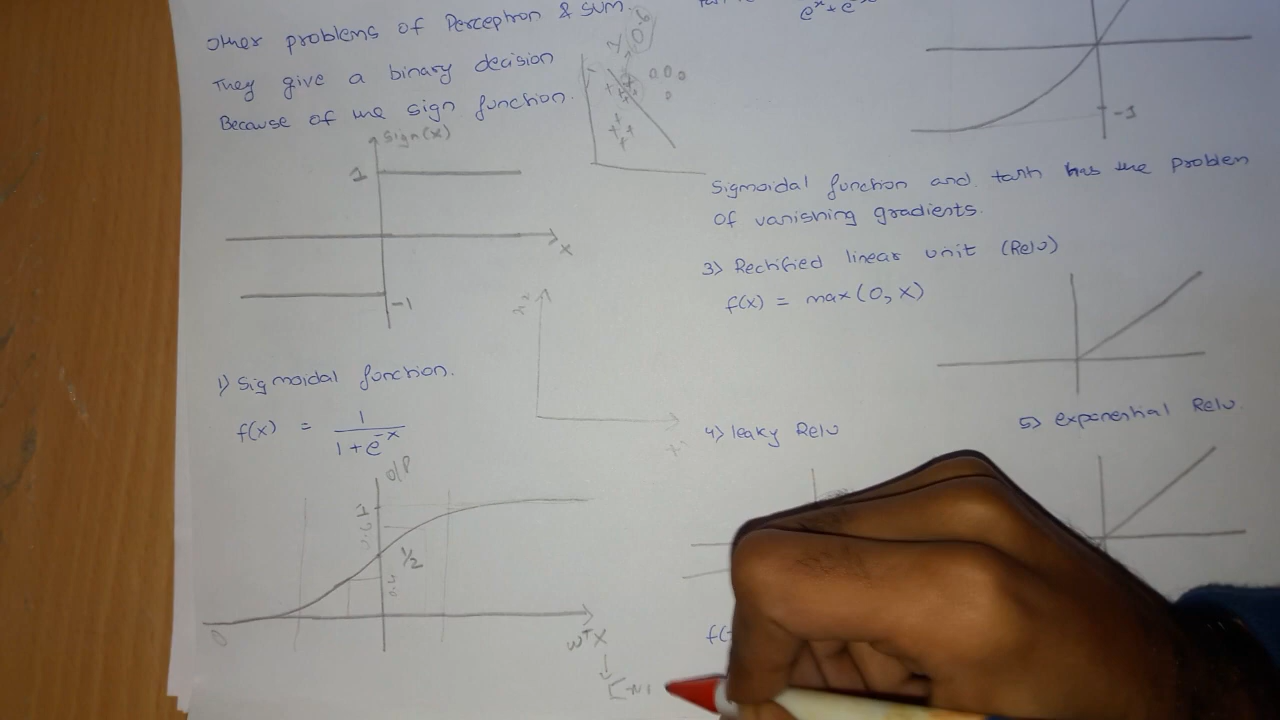 Other problems of Perceptron & SUM.
They give a binary decision
Because of the sign function.
sign(x)
1
x
-1
1) Sigmoidal function.
f(x) = 1 / 1+e^-x
O/P
1
1/2
0
w^T x
e^x + e^-x
-1
Sigmoidal function and tanh has the problem
of vanishing gradients.
3) Rectified linear unit (Relu)
f(x) = max(0, x)
4) leaky Relu
5) exponential Relu